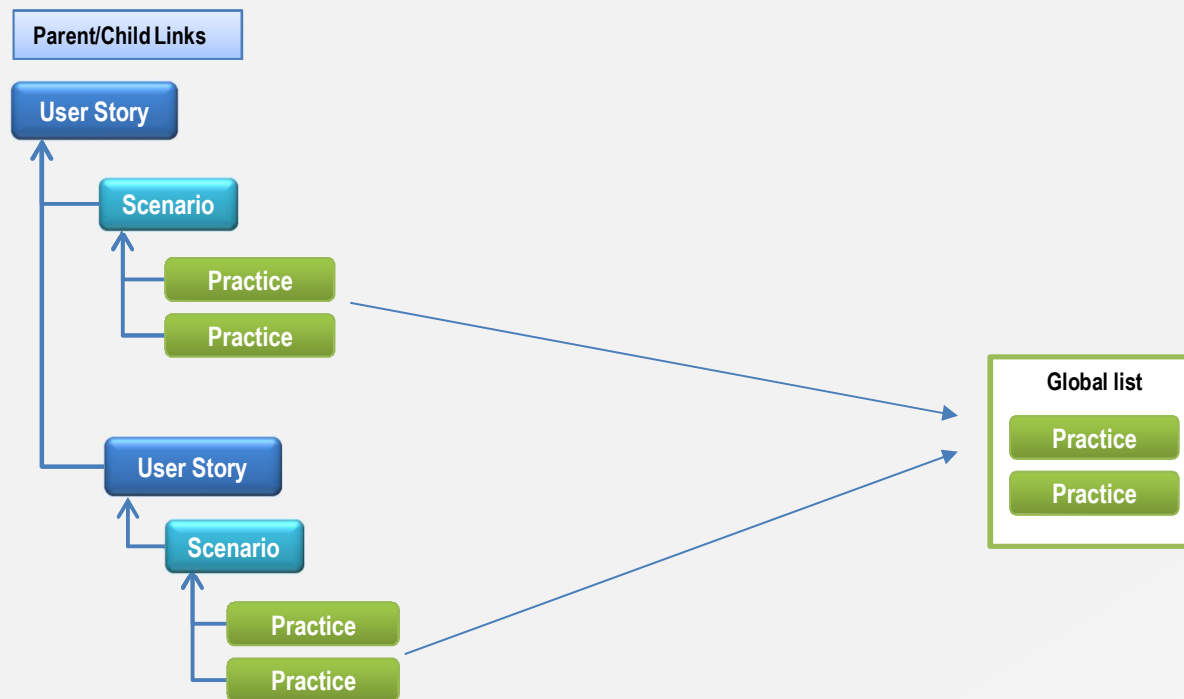 Parent/Child Links
User Story
Scenario
Practice
Practice
User Story
Scenario
Practice
Practice
Global list
Practice
Practice